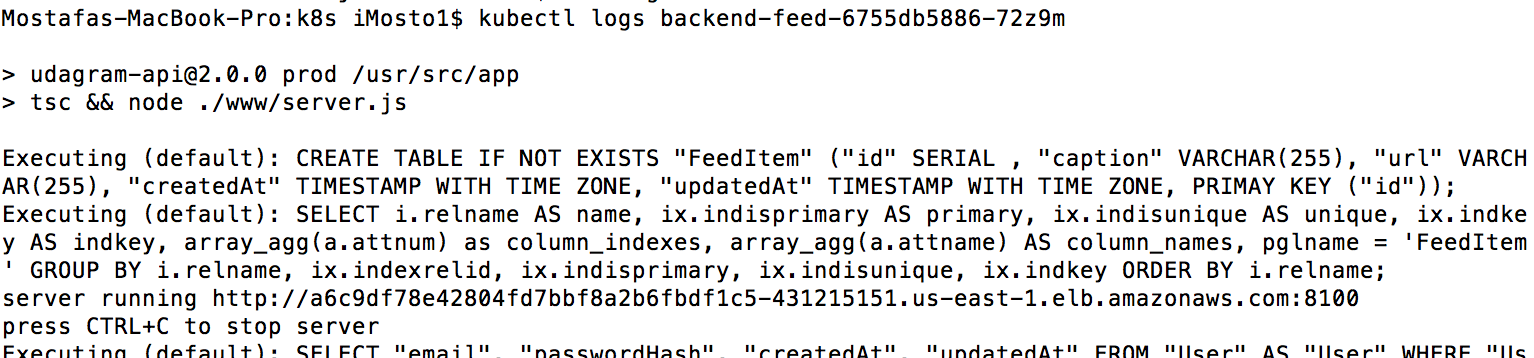 Mostafas-MacBook-Pro:k8s iMosto1$ kubectl logs backend-feed-6755db5886-72z9m
> udagram-api@2.0.0 prod /usr/src/app
> tsc && node ./www/server.js
Executing (default): CREATE TABLE IF NOT EXISTS "FeedItem" ("id" SERIAL , "caption" VARCHAR(255), "url" VARCH
AR(255), "createdAt" TIMESTAMP WITH TIME ZONE, "updatedAt" TIMESTAMP WITH TIME ZONE, PRIMAY KEY ("id"));
Executing (default): SELECT i.relname AS name, ix.indisprimary AS primary, ix.indisunique AS unique, ix.indke
y AS indkey, array_agg(a.attnum) as column_indexes, array_agg(a.attname) AS column_names, pglname = 'FeedItem
' GROUP BY i.relname, ix.indexrelid, ix.indisprimary, ix.indisunique, ix.indkey ORDER BY i.relname;
server running http://a6c9df78e42804fd7bbf8a2b6fbdf1c5-431215151.us-east-1.elb.amazonaws.com:8100
press CTRL+C to stop server
Executing (default): SELECT "email", "passwordHash", "createdAt", "updatedAt" FROM "User" AS "User" WHERE "Us